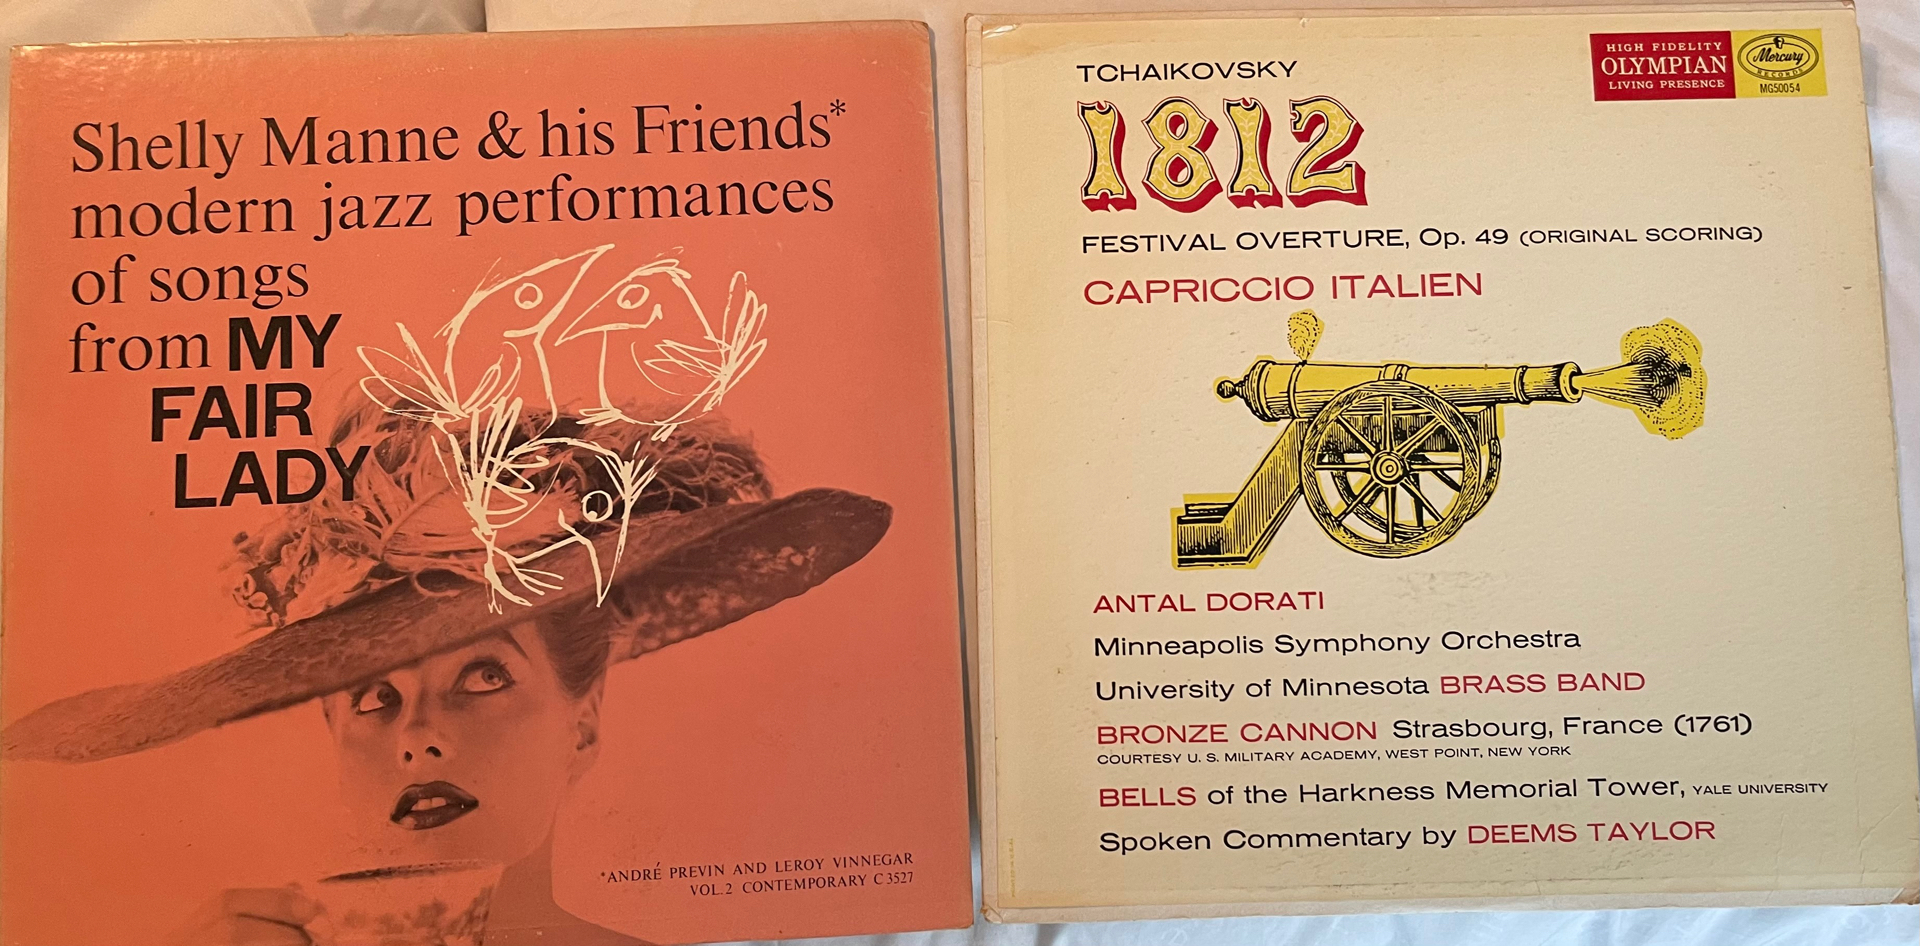 Shelly Manne & his Friends*
modern jazz performances
of songs
from MY
FAIR
LADY
*ANDRÉ PREVIN AND LEROY VINNEGAR
VOL.2 CONTEMPORARY C3527
TCHAIKOVSKY
1812
FESTIVAL OVERTURE, Op. 49 (ORIGINAL SCORING)
CAPRICCIO ITALIEN
HIGH FIDELITY
OLYMPIAN
LIVING PRESENCE
Mercury
RECORDS
MG50054
ANTAL DORATI
Minneapolis Symphony Orchestra
University of Minnesota BRASS BAND
BRONZE CANNON Strasbourg, France (1761)
COURTESY U. S. MILITARY ACADEMY, WEST POINT, NEW YORK
BELLS of the Harkness Memorial Tower, YALE UNIVERSITY
Spoken Commentary by DEEMS TAYLOR